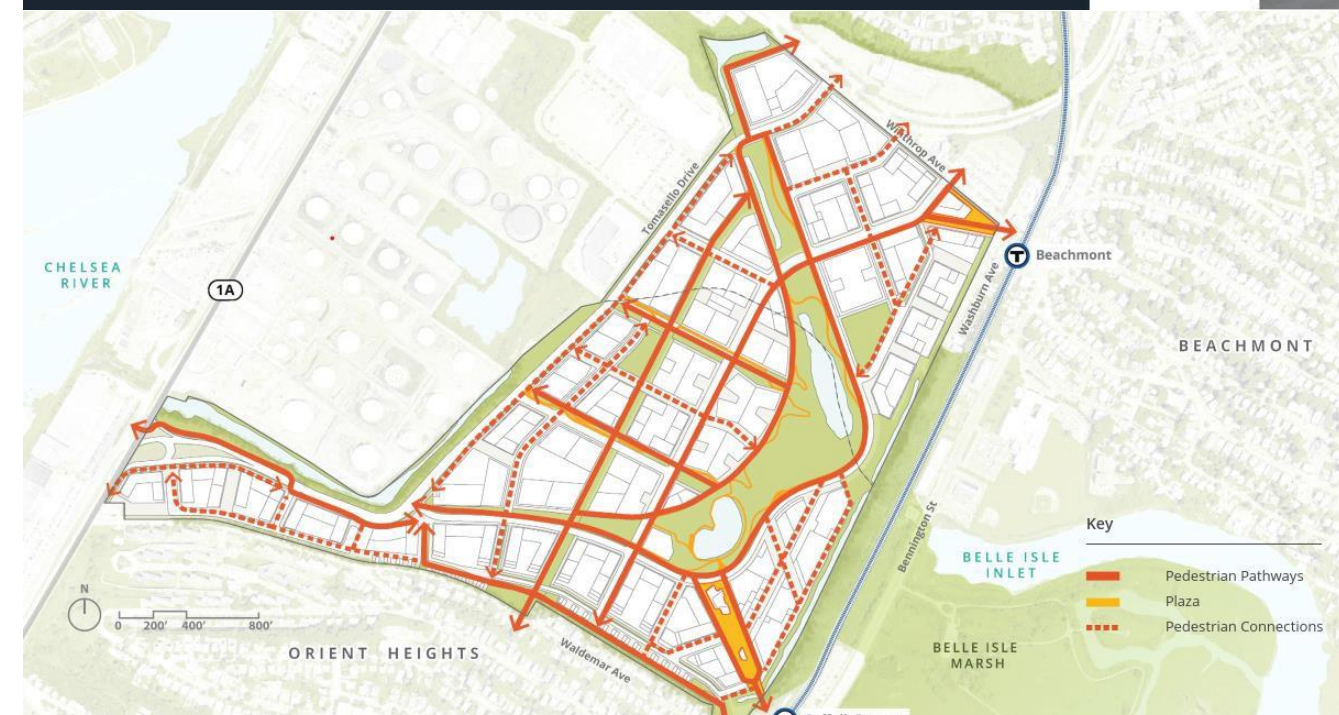 Winthrop Ave
Tomasello Drive
CHELSEA
RIVER
1A
T
Beachmont
Washburn Ave
BEACHMONT
Bennington St
Key
BELLE ISLE
INLET
Pedestrian Pathways
Plaza
Pedestrian Connections
N
0 200' 400' 800'
ORIENT HEIGHTS
Waldemar Ave
BELLE ISLE
MARSH